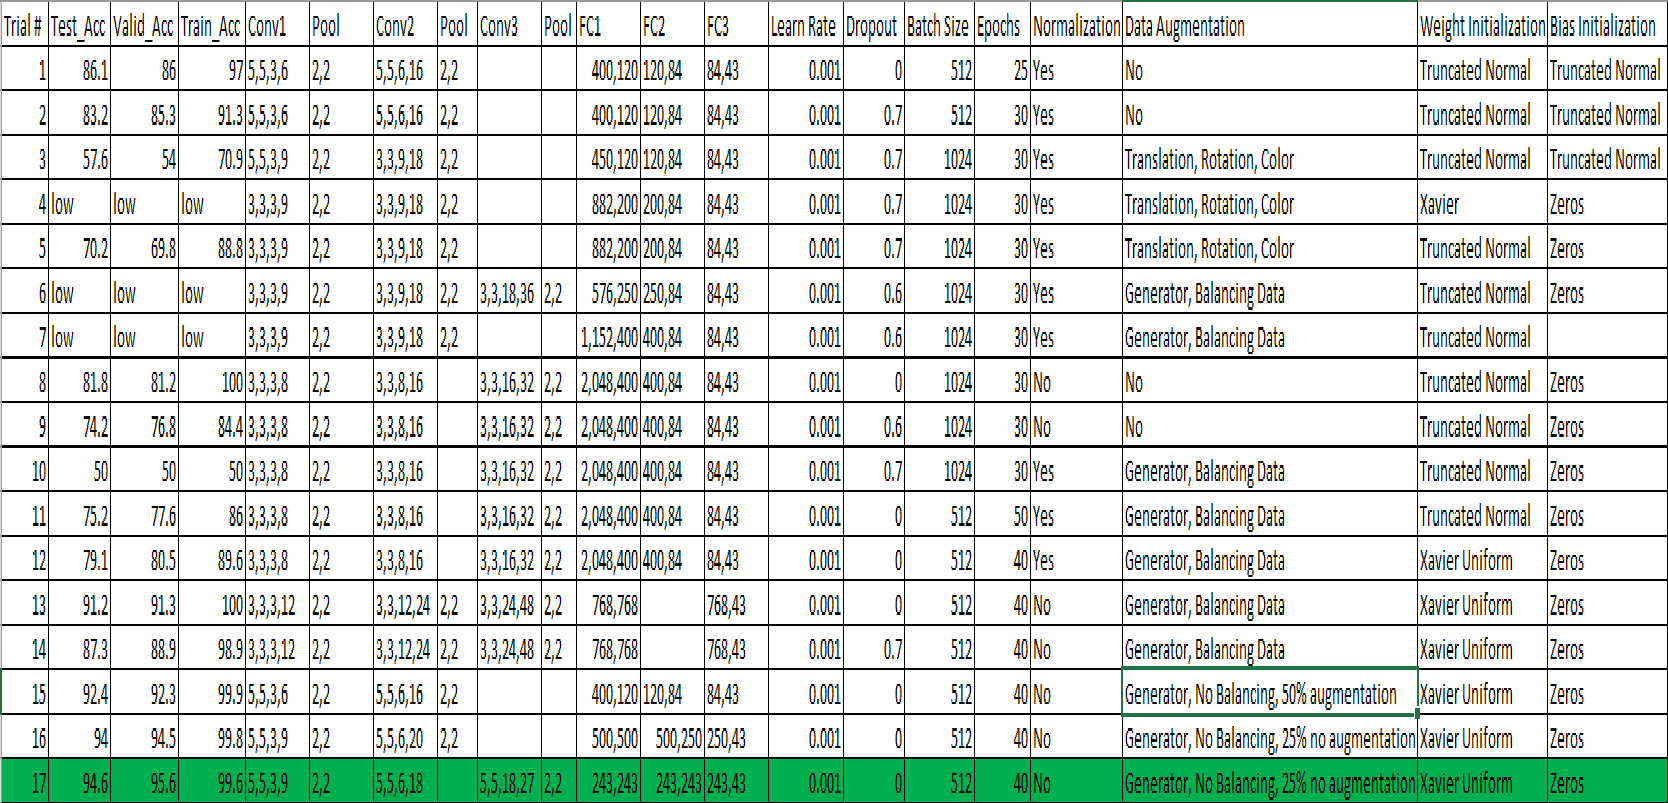 Trial # Test_Acc Valid_Acc Train_Acc Conv1 Pool Conv2 Pool Conv3 Pool FC1 FC2 FC3 Learn Rate Dropout Batch Size Epochs Normalization Data Augmentation Weight Initialization Bias Initialization
1 86.1 86 97 5,5,3,6 2,2 5,5,6,16 2,2 400,120 120,84 84,43 0.001 0 512 25 Yes No Truncated Normal Truncated Normal
2 83.2 85.3 91.3 5,5,3,6 2,2 5,5,6,16 2,2 400,120 120,84 84,43 0.001 0.7 512 30 Yes No Truncated Normal Truncated Normal
3 57.6 54 70.9 5,5,3,9 2,2 3,3,9,18 2,2 450,120 120,84 84,43 0.001 0.7 1024 30 Yes Translation, Rotation, Color Truncated Normal Truncated Normal
4 low low low 3,3,3,9 2,2 3,3,9,18 2,2 882,200 200,84 84,43 0.001 0.7 1024 30 Yes Translation, Rotation, Color Xavier Zeros
5 70.2 69.8 88.8 3,3,3,9 2,2 3,3,9,18 2,2 882,200 200,84 84,43 0.001 0.7 1024 30 Yes Translation, Rotation, Color Truncated Normal Zeros
6 low low low 3,3,3,9 2,2 3,3,9,18 2,2 3,3,18,36 2,2 576,250 250,84 84,43 0.001 0.6 1024 30 Yes Generator, Balancing Data Truncated Normal Zeros
7 low low low 3,3,3,9 2,2 3,3,9,18 2,2 1,152,400 400,84 84,43 0.001 0.6 1024 30 Yes Generator, Balancing Data Truncated Normal
8 81.8 81.2 100 3,3,3,8 2,2 3,3,8,16 3,3,16,32 2,2 2,048,400 400,84 84,43 0.001 0 1024 30 No No Truncated Normal Zeros
9 74.2 76.8 84.4 3,3,3,8 2,2 3,3,8,16 3,3,16,32 2,2 2,048,400 400,84 84,43 0.001 0.6 1024 30 No No Truncated Normal Zeros
10 50 50 50 3,3,3,8 2,2 3,3,8,16 3,3,16,32 2,2 2,048,400 400,84 84,43 0.001 0.7 1024 30 Yes Generator, Balancing Data Truncated Normal Zeros
11 75.2 77.6 86 3,3,3,8 2,2 3,3,8,16 3,3,16,32 2,2 2,048,400 400,84 84,43 0.001 0 512 50 Yes Generator, Balancing Data Truncated Normal Zeros
12 79.1 80.5 89.6 3,3,3,8 2,2 3,3,8,16 3,3,16,32 2,2 2,048,400 400,84 84,43 0.001 0 512 40 Yes Generator, Balancing Data Xavier Uniform Zeros
13 91.2 91.3 100 3,3,3,12 2,2 3,3,12,24 2,2 3,3,24,48 2,2 768,768 768,43 0.001 0 512 40 No Generator, Balancing Data Xavier Uniform Zeros
14 87.3 88.9 98.9 3,3,3,12 2,2 3,3,12,24 2,2 3,3,24,48 2,2 768,768 768,43 0.001 0.7 512 40 No Generator, Balancing Data Xavier Uniform Zeros
15 92.4 92.3 99.9 5,5,3,6 2,2 5,5,6,16 2,2 400,120 120,84 84,43 0.001 0 512 40 No Generator, No Balancing, 50% augmentation Xavier Uniform Zeros
16 94 94.5 99.8 5,5,3,9 2,2 5,5,6,20 2,2 500,500 500,250 250,43 0.001 0 512 40 No Generator, No Balancing, 25% no augmentation Xavier Uniform Zeros
17 94.6 95.6 99.6 5,5,3,9 2,2 5,5,6,18 5,5,18,27 2,2 243,243 243,243 243,43 0.001 0 512 40 No Generator, No Balancing, 25% no augmentation Xavier Uniform Zeros